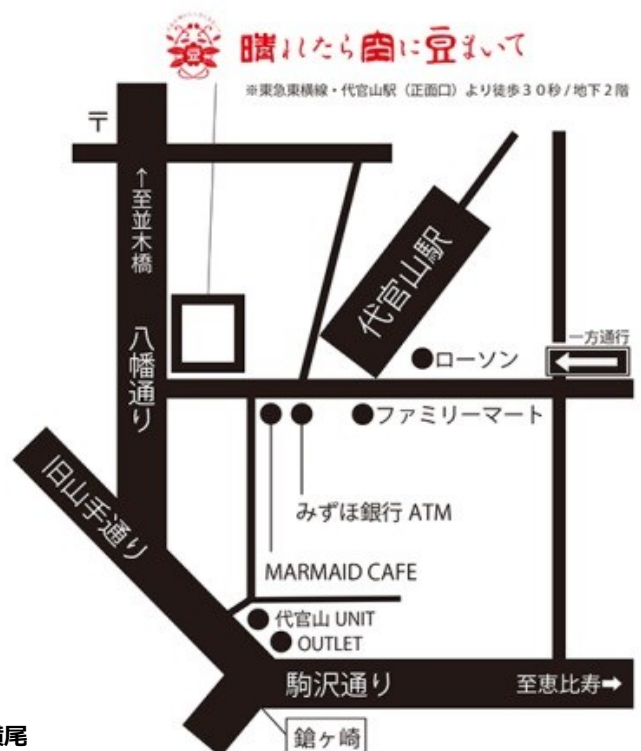 晴れたら空に豆まいて
※東急東横線・代官山駅（正面口）より徒歩30秒/地下2階
〒
↑至並木橋
八幡通り
代官山駅
ローソン
一方通行
ファミリーマート
旧山手通り
みずほ銀行 ATM
MARMAID CAFE
代官山 UNIT
OUTLET
駒沢通り
至恵比寿➡
鎗ヶ崎